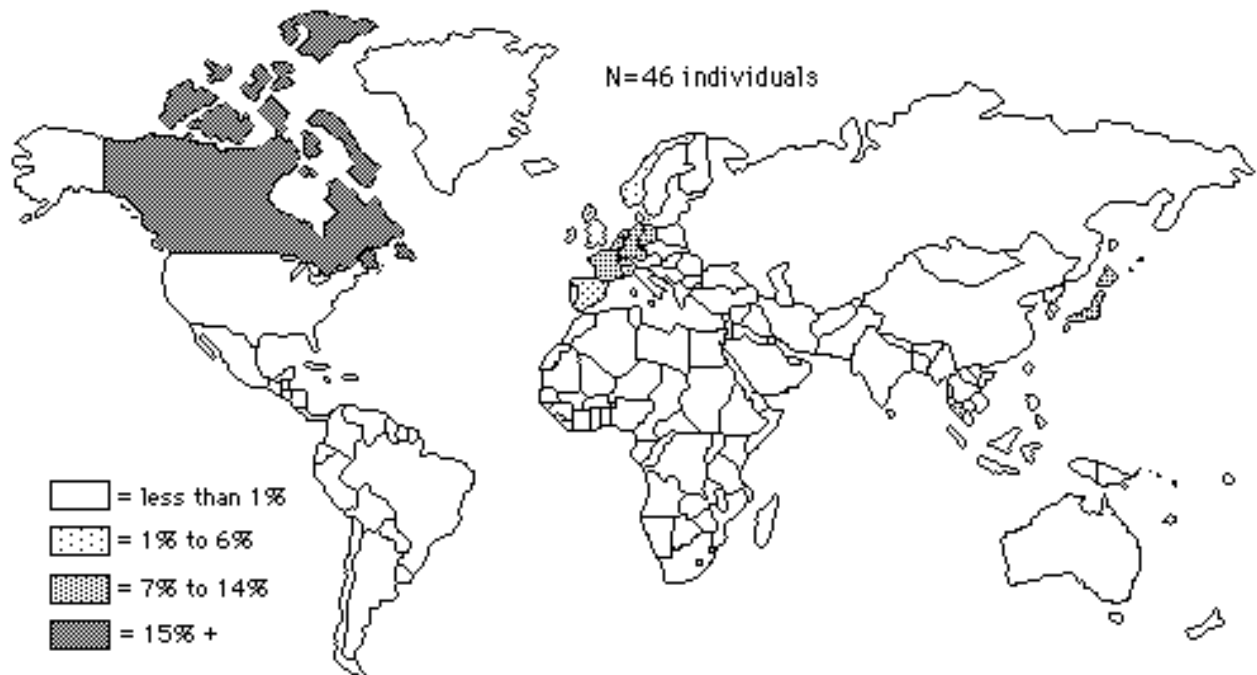 N=46 individuals
= less than 1%
= 1% to 6%
= 7% to 14%
= 15% +